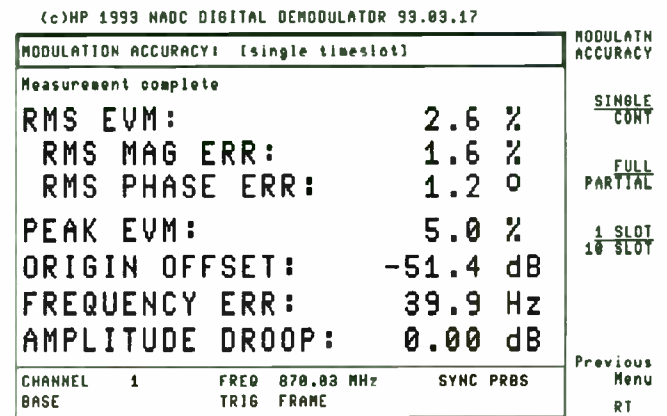 (c)HP 1993 NADC DIGITAL DEMODULATOR 93.03.17
MODULATION ACCURACY: [single timeslot]
Measurement complete
RMS EVM: 2.6 %
RMS MAG ERR: 1.6 %
RMS PHASE ERR: 1.2 o
PEAK EVM: 5.0 %
ORIGIN OFFSET: -51.4 dB
FREQUENCY ERR: 39.9 Hz
AMPLITUDE DROOP: 0.00 dB
CHANNEL 1 FREQ 870.03 MHz SYNC PRBS
BASE TRIG FRAME
MODULATN
ACCURACY
SINGLE
CONT
FULL
PARTIAL
1 SLOT
10 SLOT
Previous
Menu
RT